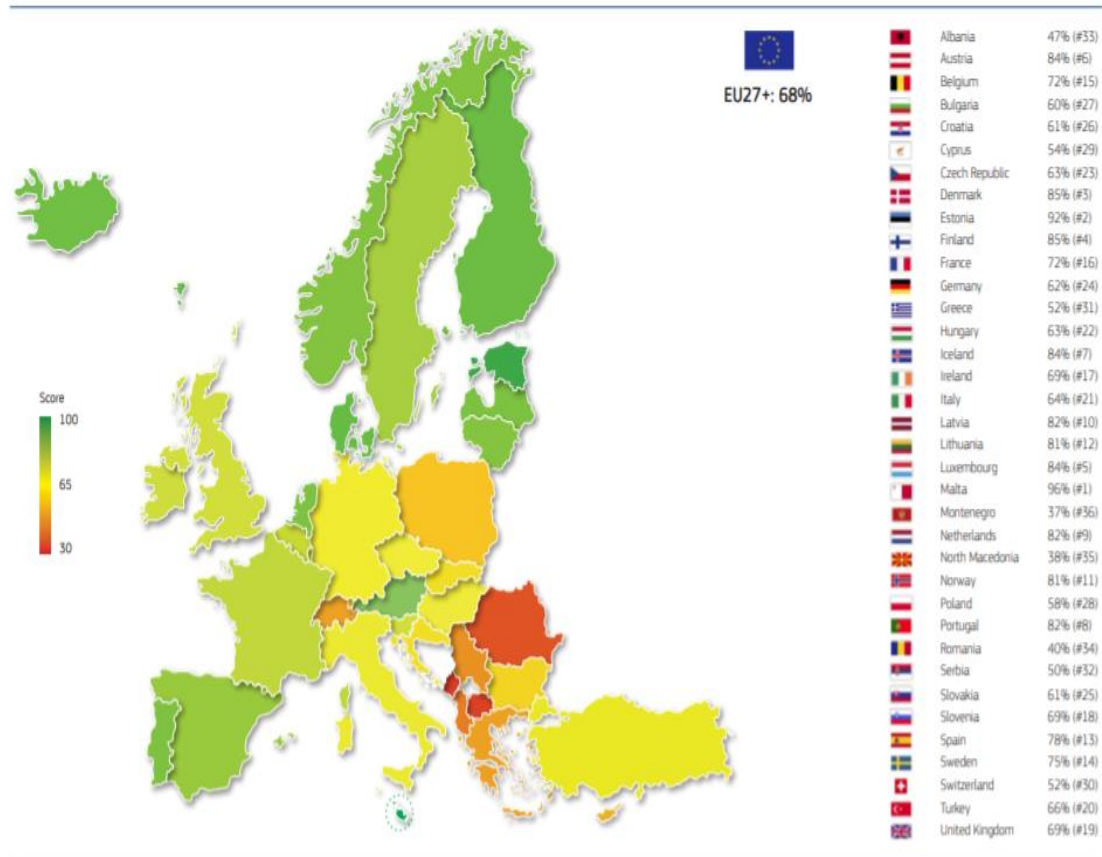 EU27+: 68%
Score
100
65
30
Albania 47% (#33)
Austria 84% (#6)
Belgium 72% (#15)
Bulgaria 60% (#27)
Croatia 61% (#26)
Cyprus 54% (#29)
Czech Republic 63% (#23)
Denmark 85% (#3)
Estonia 92% (#2)
Finland 85% (#4)
France 72% (#16)
Germany 62% (#24)
Greece 52% (#31)
Hungary 63% (#22)
Iceland 84% (#7)
Ireland 69% (#17)
Italy 64% (#21)
Latvia 82% (#10)
Lithuania 81% (#12)
Luxembourg 84% (#5)
Malta 96% (#1)
Montenegro 37% (#36)
Netherlands 82% (#9)
North Macedonia 38% (#35)
Norway 81% (#11)
Poland 58% (#28)
Portugal 82% (#8)
Romania 40% (#34)
Serbia 50% (#32)
Slovakia 61% (#25)
Slovenia 69% (#18)
Spain 78% (#13)
Sweden 75% (#14)
Switzerland 52% (#30)
Turkey 66% (#20)
United Kingdom 69% (#19)